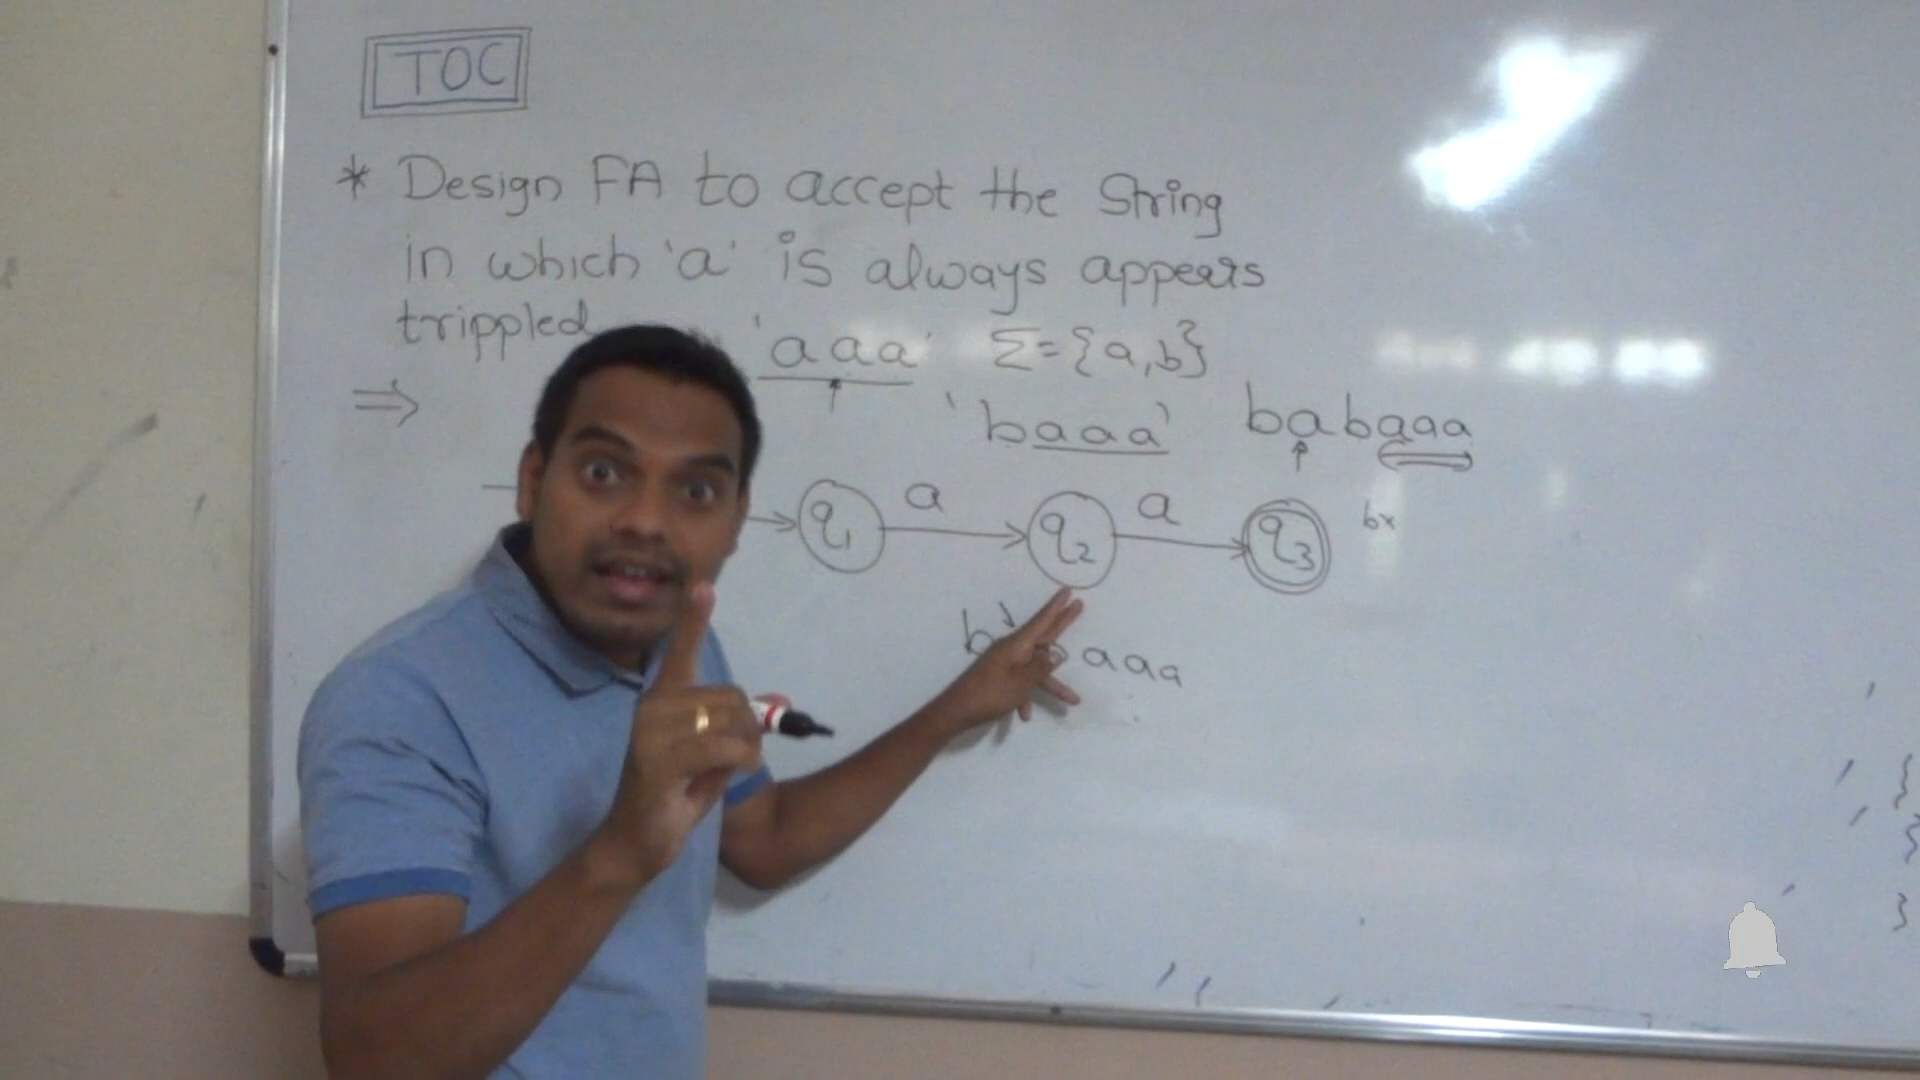 TOC
* Design FA to accept the String
in which 'a' is always appears
trippled 'aaa' Σ={a,b}
⇒ 'baaa' babaaa
q1 a q2 a q3 bx
b aaa